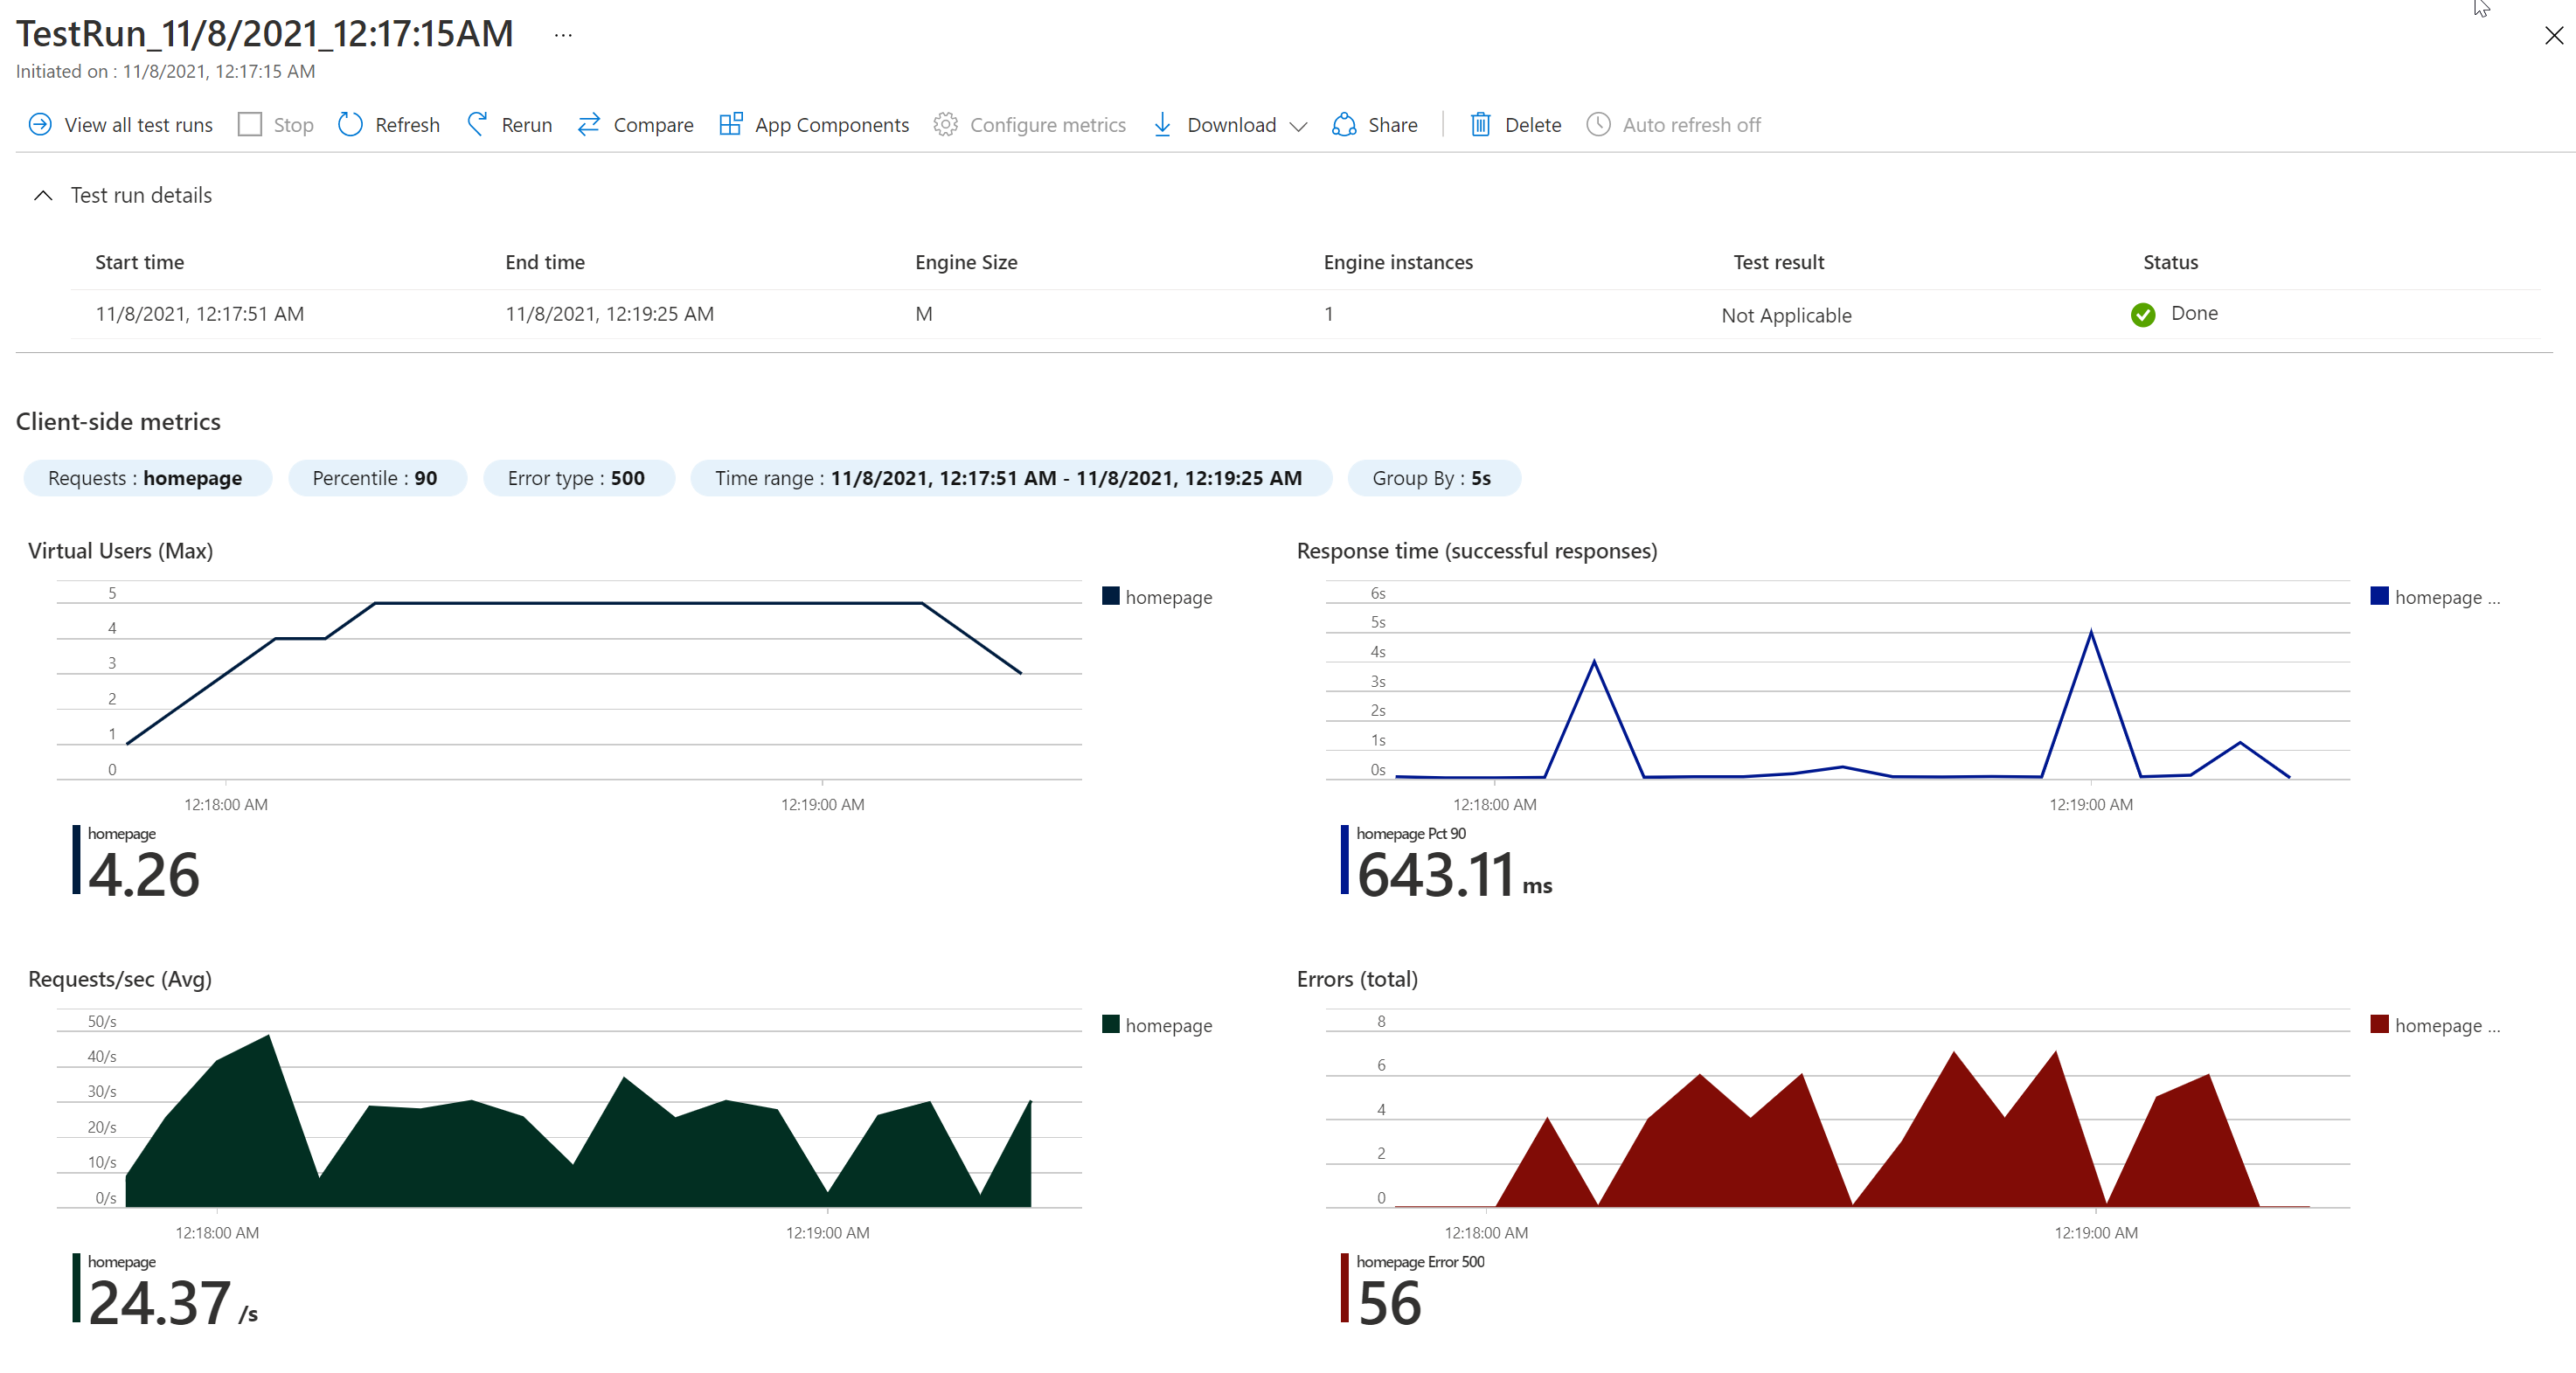 TestRun_11/8/2021_12:17:15AM ...
Initiated on : 11/8/2021, 12:17:15 AM
View all test runs Stop Refresh Rerun Compare App Components Configure metrics Download Share Delete Auto refresh off
Test run details
Start time End time Engine Size Engine instances Test result Status
11/8/2021, 12:17:51 AM 11/8/2021, 12:19:25 AM M 1 Not Applicable Done
Client-side metrics
Requests : homepage Percentile : 90 Error type : 500 Time range : 11/8/2021, 12:17:51 AM - 11/8/2021, 12:19:25 AM Group By : 5s
Virtual Users (Max)
5
4
3
2
1
0
12:18:00 AM 12:19:00 AM
homepage
homepage
4.26
Response time (successful responses)
6s
5s
4s
3s
2s
1s
0s
12:18:00 AM 12:19:00 AM
homepage ...
homepage Pct 90
643.11 ms
Requests/sec (Avg)
50/s
40/s
30/s
20/s
10/s
0/s
12:18:00 AM 12:19:00 AM
homepage
homepage
24.37 /s
Errors (total)
8
6
4
2
0
12:18:00 AM 12:19:00 AM
homepage ...
homepage Error 500
56